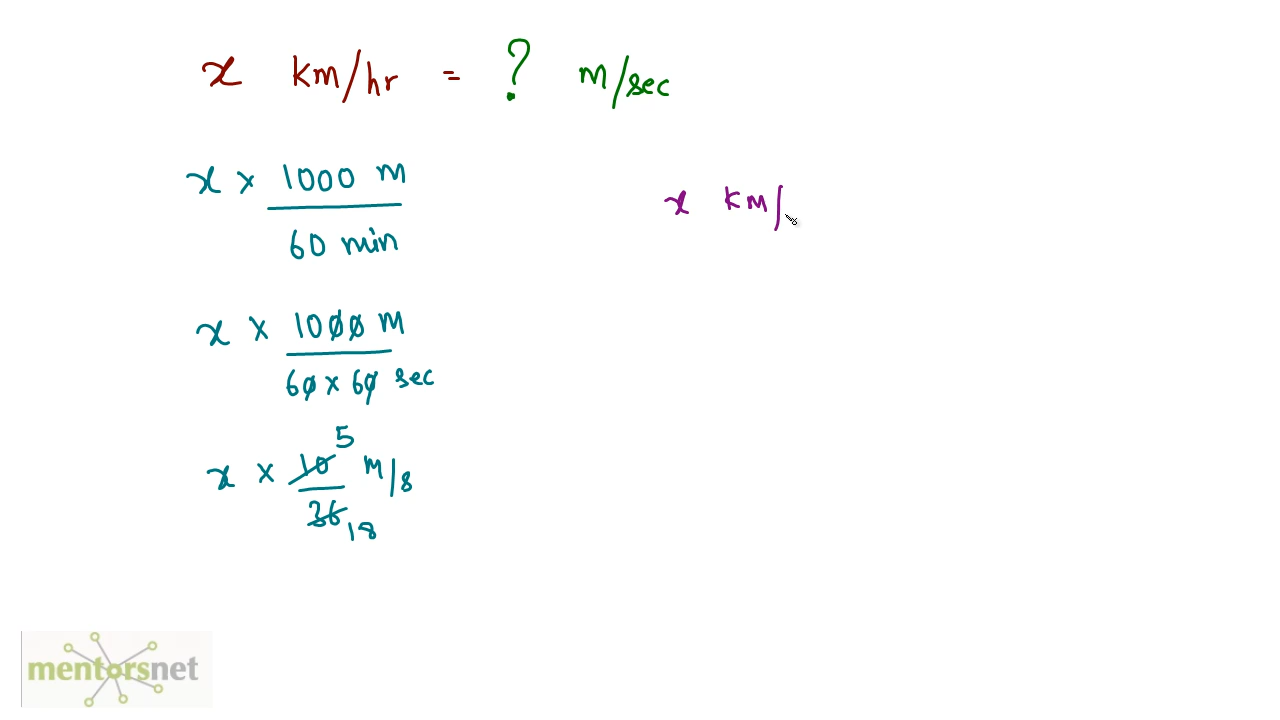 x km/hr = ? m/sec
x × 1000 m
60 min
x km/
x × 1000 m
60 × 60 sec
5
x × 10 m/s
36 18
mentorsnet